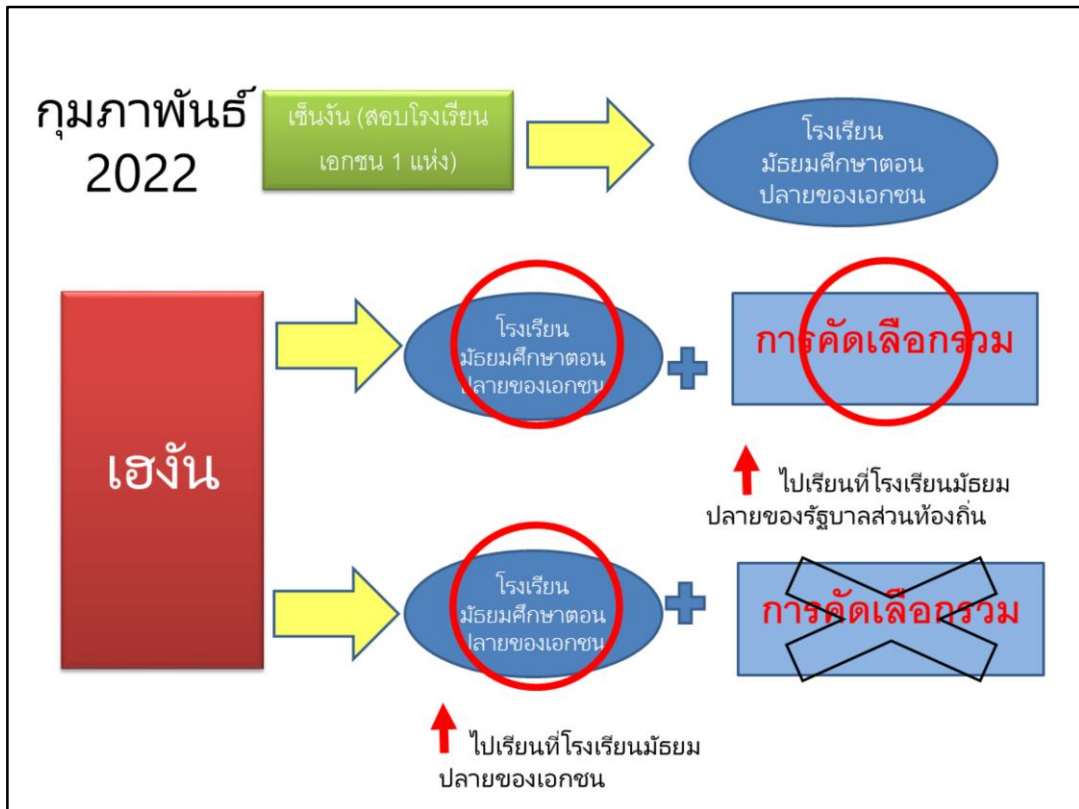 กุมภาพันธ์
2022
เซ็นงัน (สอบโรงเรียน
เอกชน 1 แห่ง)
โรงเรียน
มัธยมศึกษาตอน
ปลายของเอกชน
เฮงัน
โรงเรียน
มัธยมศึกษาตอน
ปลายของเอกชน
การคัดเลือกรวม
ไปเรียนที่โรงเรียนมัธยม
ปลายของรัฐบาลส่วนท้องถิ่น
โรงเรียน
มัธยมศึกษาตอน
ปลายของเอกชน
การคัดเลือกรวม
ไปเรียนที่โรงเรียนมัธยม
ปลายของเอกชน